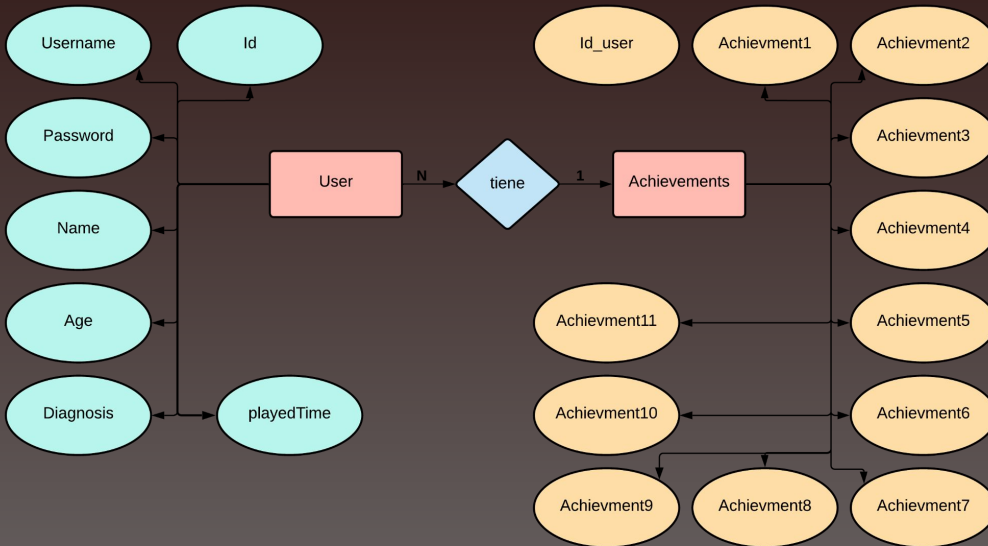 Username
Id
Id_user
Achievment1
Achievment2
Password
Achievment3
User
N
tiene
1
Achievements
Name
Achievment4
Age
Achievment11
Achievment5
Diagnosis
playedTime
Achievment10
Achievment6
Achievment9
Achievment8
Achievment7